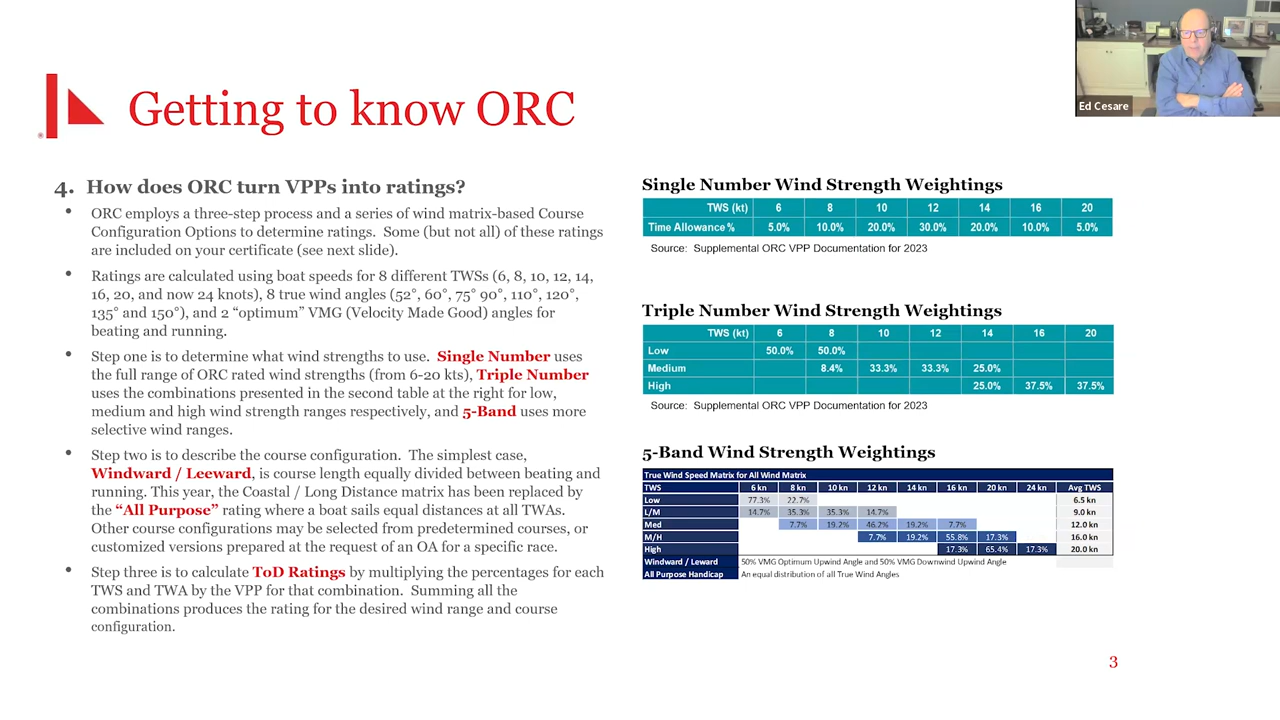 Ed Cesare
Getting to know ORC
4. How does ORC turn VPPs into ratings?
• ORC employs a three-step process and a series of wind matrix-based Course
Configuration Options to determine ratings. Some (but not all) of these ratings
are included on your certificate (see next slide).
• Ratings are calculated using boat speeds for 8 different TWSs (6, 8, 10, 12, 14,
16, 20, and now 24 knots), 8 true wind angles (52°, 60°, 75° 90°, 110°, 120°,
135° and 150°), and 2 “optimum” VMG (Velocity Made Good) angles for
beating and running.
• Step one is to determine what wind strengths to use. Single Number uses
the full range of ORC rated wind strengths (from 6-20 kts), Triple Number
uses the combinations presented in the second table at the right for low,
medium and high wind strength ranges respectively, and 5-Band uses more
selective wind ranges.
• Step two is to describe the course configuration. The simplest case,
Windward / Leeward, is course length equally divided between beating and
running. This year, the Coastal / Long Distance matrix has been replaced by
the “All Purpose” rating where a boat sails equal distances at all TWAs.
Other course configurations may be selected from predetermined courses, or
customized versions prepared at the request of an OA for a specific race.
• Step three is to calculate ToD Ratings by multiplying the percentages for each
TWS and TWA by the VPP for that combination. Summing all the
combinations produces the rating for the desired wind range and course
configuration.
Single Number Wind Strength Weightings
TWS (kt) 6 8 10 12 14 16 20
Time Allowance % 5.0% 10.0% 20.0% 30.0% 20.0% 10.0% 5.0%
Source: Supplemental ORC VPP Documentation for 2023
Triple Number Wind Strength Weightings
TWS (kt) 6 8 10 12 14 16 20
Low 50.0% 50.0%
Medium 8.4% 33.3% 33.3% 25.0%
High 25.0% 37.5% 37.5%
Source: Supplemental ORC VPP Documentation for 2023
5-Band Wind Strength Weightings
True Wind Speed Matrix for All Wind Matrix
TWS 6 kn 8 kn 10 kn 12 kn 14 kn 16 kn 20 kn 24 kn Avg TWS
Low 77.3% 22.7% 6.5 kn
L/M 14.7% 35.3% 35.3% 14.7% 9.0 kn
Med 7.7% 19.2% 46.2% 19.2% 7.7% 12.0 kn
M/H 7.7% 19.2% 55.8% 17.3% 16.0 kn
High 17.3% 65.4% 17.3% 20.0 kn
Windward / Leward 50% VMG Optimum Upwind Angle and 50% VMG Downwind Upwind Angle
All Purpose Handicap An equal distribution of all True Wind Angles
3